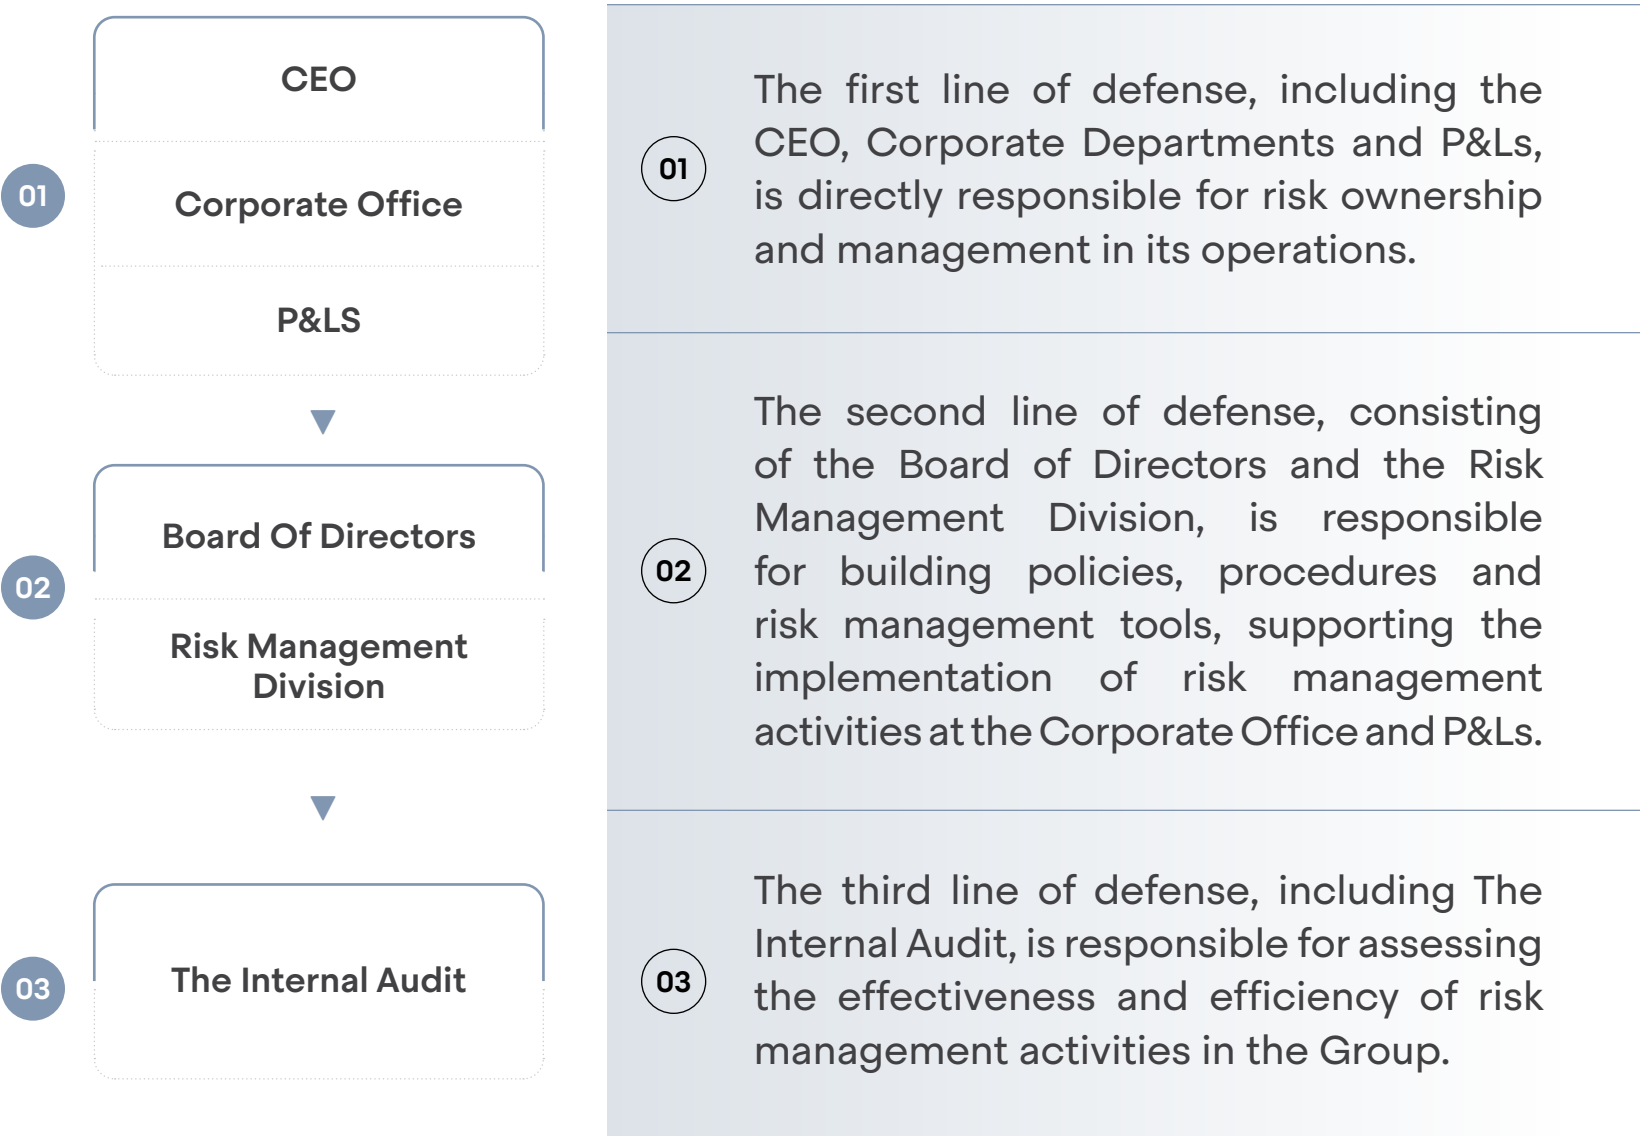 CEO
01
Corporate Office
P&LS
Board Of Directors
02
Risk Management
Division
03
The Internal Audit
01
The first line of defense, including the
CEO, Corporate Departments and P&Ls,
is directly responsible for risk ownership
and management in its operations.
02
The second line of defense, consisting
of the Board of Directors and the Risk
Management Division, is responsible
for building policies, procedures and
risk management tools, supporting the
implementation of risk management
activities at the Corporate Office and P&Ls.
03
The third line of defense, including The
Internal Audit, is responsible for assessing
the effectiveness and efficiency of risk
management activities in the Group.